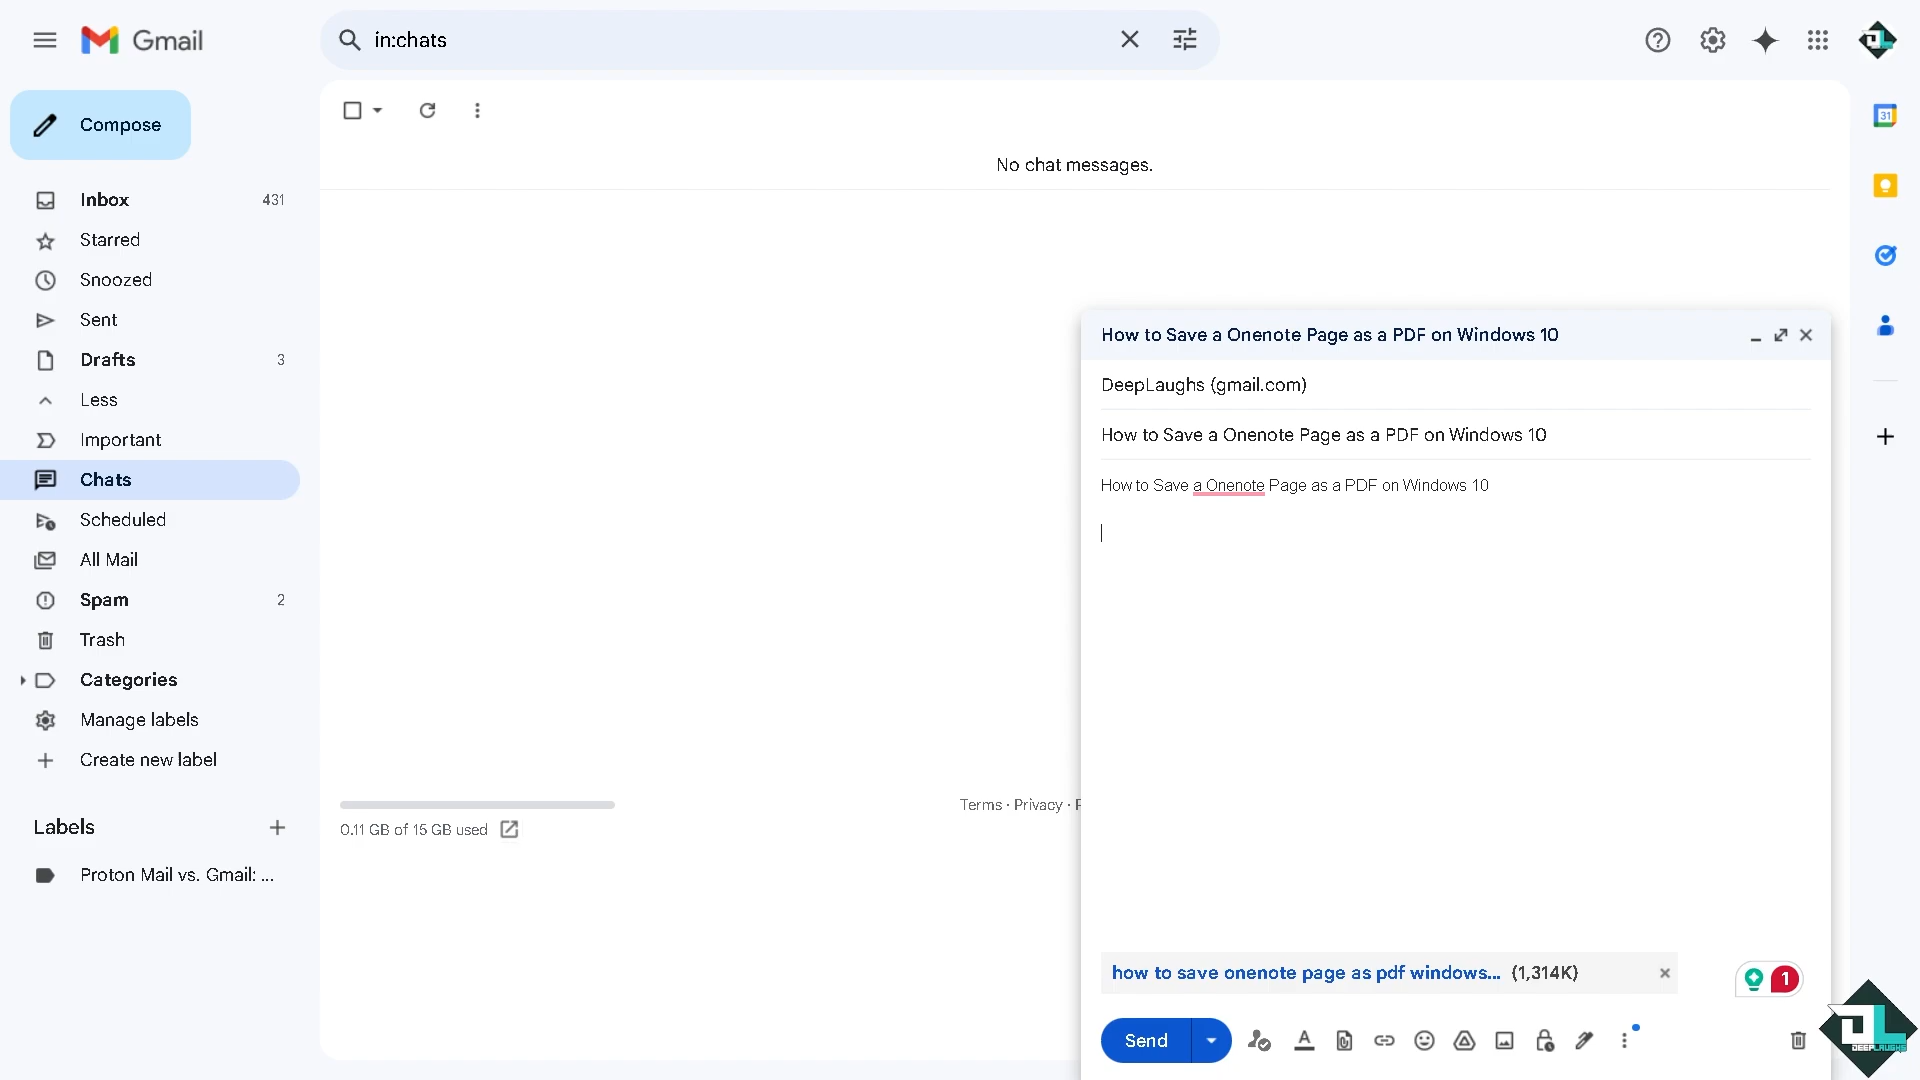 Gmail
in:chats
Compose
No chat messages.
Inbox 431
Starred
Snoozed
Sent
Drafts 3
Less
Important
Chats
Scheduled
All Mail
Spam 2
Trash
Categories
Manage labels
Create new label
Labels
Proton Mail vs. Gmail: ...
Terms · Privacy ·
0.11 GB of 15 GB used
31
How to Save a Onenote Page as a PDF on Windows 10
DeepLaughs (gmail.com)
How to Save a Onenote Page as a PDF on Windows 10
How to Save a Onenote Page as a PDF on Windows 10
how to save onenote page as pdf windows... (1,314K)
1
Send
DL
DEEPLAUGHS